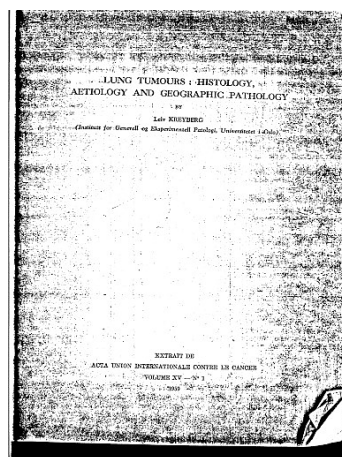 LUNG TUMOURS : HISTOLOGY,
AETIOLOGY AND GEOGRAPHIC PATHOLOGY
BY
Leiv KREYBERG
(Institutt for Generell og Eksperimentell Patologi, Universitetet i Oslo)
EXTRAIT DE
ACTA UNION INTERNATIONALE CONTRE LE CANCER
VOLUME XV — N° 1